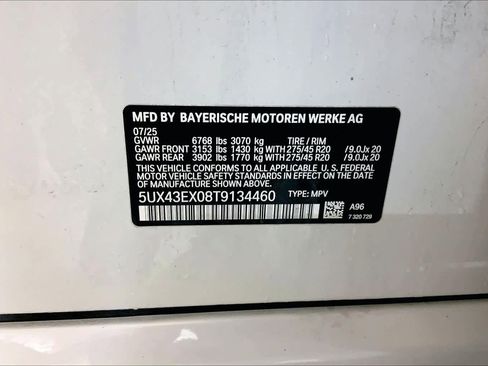 MFD BY BAYERISCHE MOTOREN WERKE AG
07/25
GVWR 6768 lbs 3070 kg TIRE / RIM
GAWR FRONT 3153 lbs 1430 kg WITH 275/45 R20 /9.0Jx 20
GAWR REAR 3902 lbs 1770 kg WITH 275/45 R20 /9.0Jx 20
THIS VEHICLE CONFORMS TO ALL APPLICABLE U. S. FEDERAL
MOTOR VEHICLE SAFETY STANDARDS IN EFFECT ON THE DATE
OF MANUFACTURE SHOWN ABOVE.
5UX43EX08T9134460 TYPE: MPV
A96
7 320 729